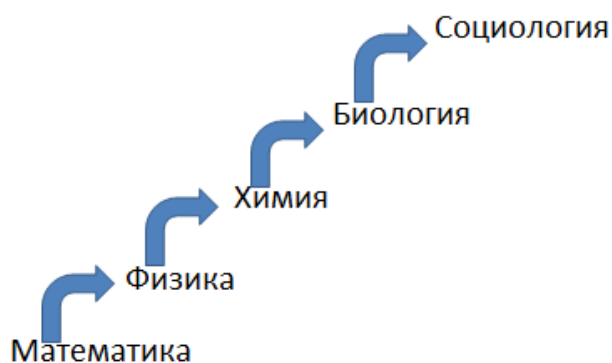 Социология
Биология
Химия
Физика
Математика